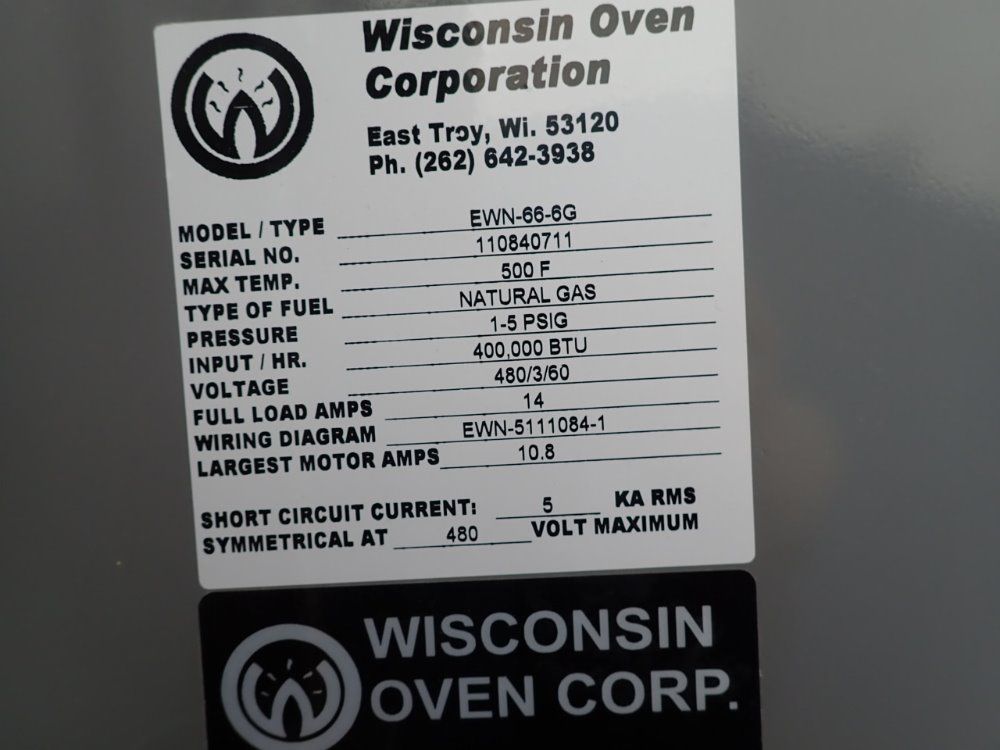 Wisconsin Oven
Corporation
East Troy, Wi. 53120
Ph. (262) 642-3938
MODEL / TYPE EWN-66-6G
SERIAL NO. 110840711
MAX TEMP. 500 F
TYPE OF FUEL NATURAL GAS
PRESSURE 1-5 PSIG
INPUT / HR. 400,000 BTU
VOLTAGE 480/3/60
FULL LOAD AMPS 14
WIRING DIAGRAM EWN-5111084-1
LARGEST MOTOR AMPS 10.8
SHORT CIRCUIT CURRENT: 5 KA RMS
SYMMETRICAL AT 480 VOLT MAXIMUM
WISCONSIN
OVEN CORP.